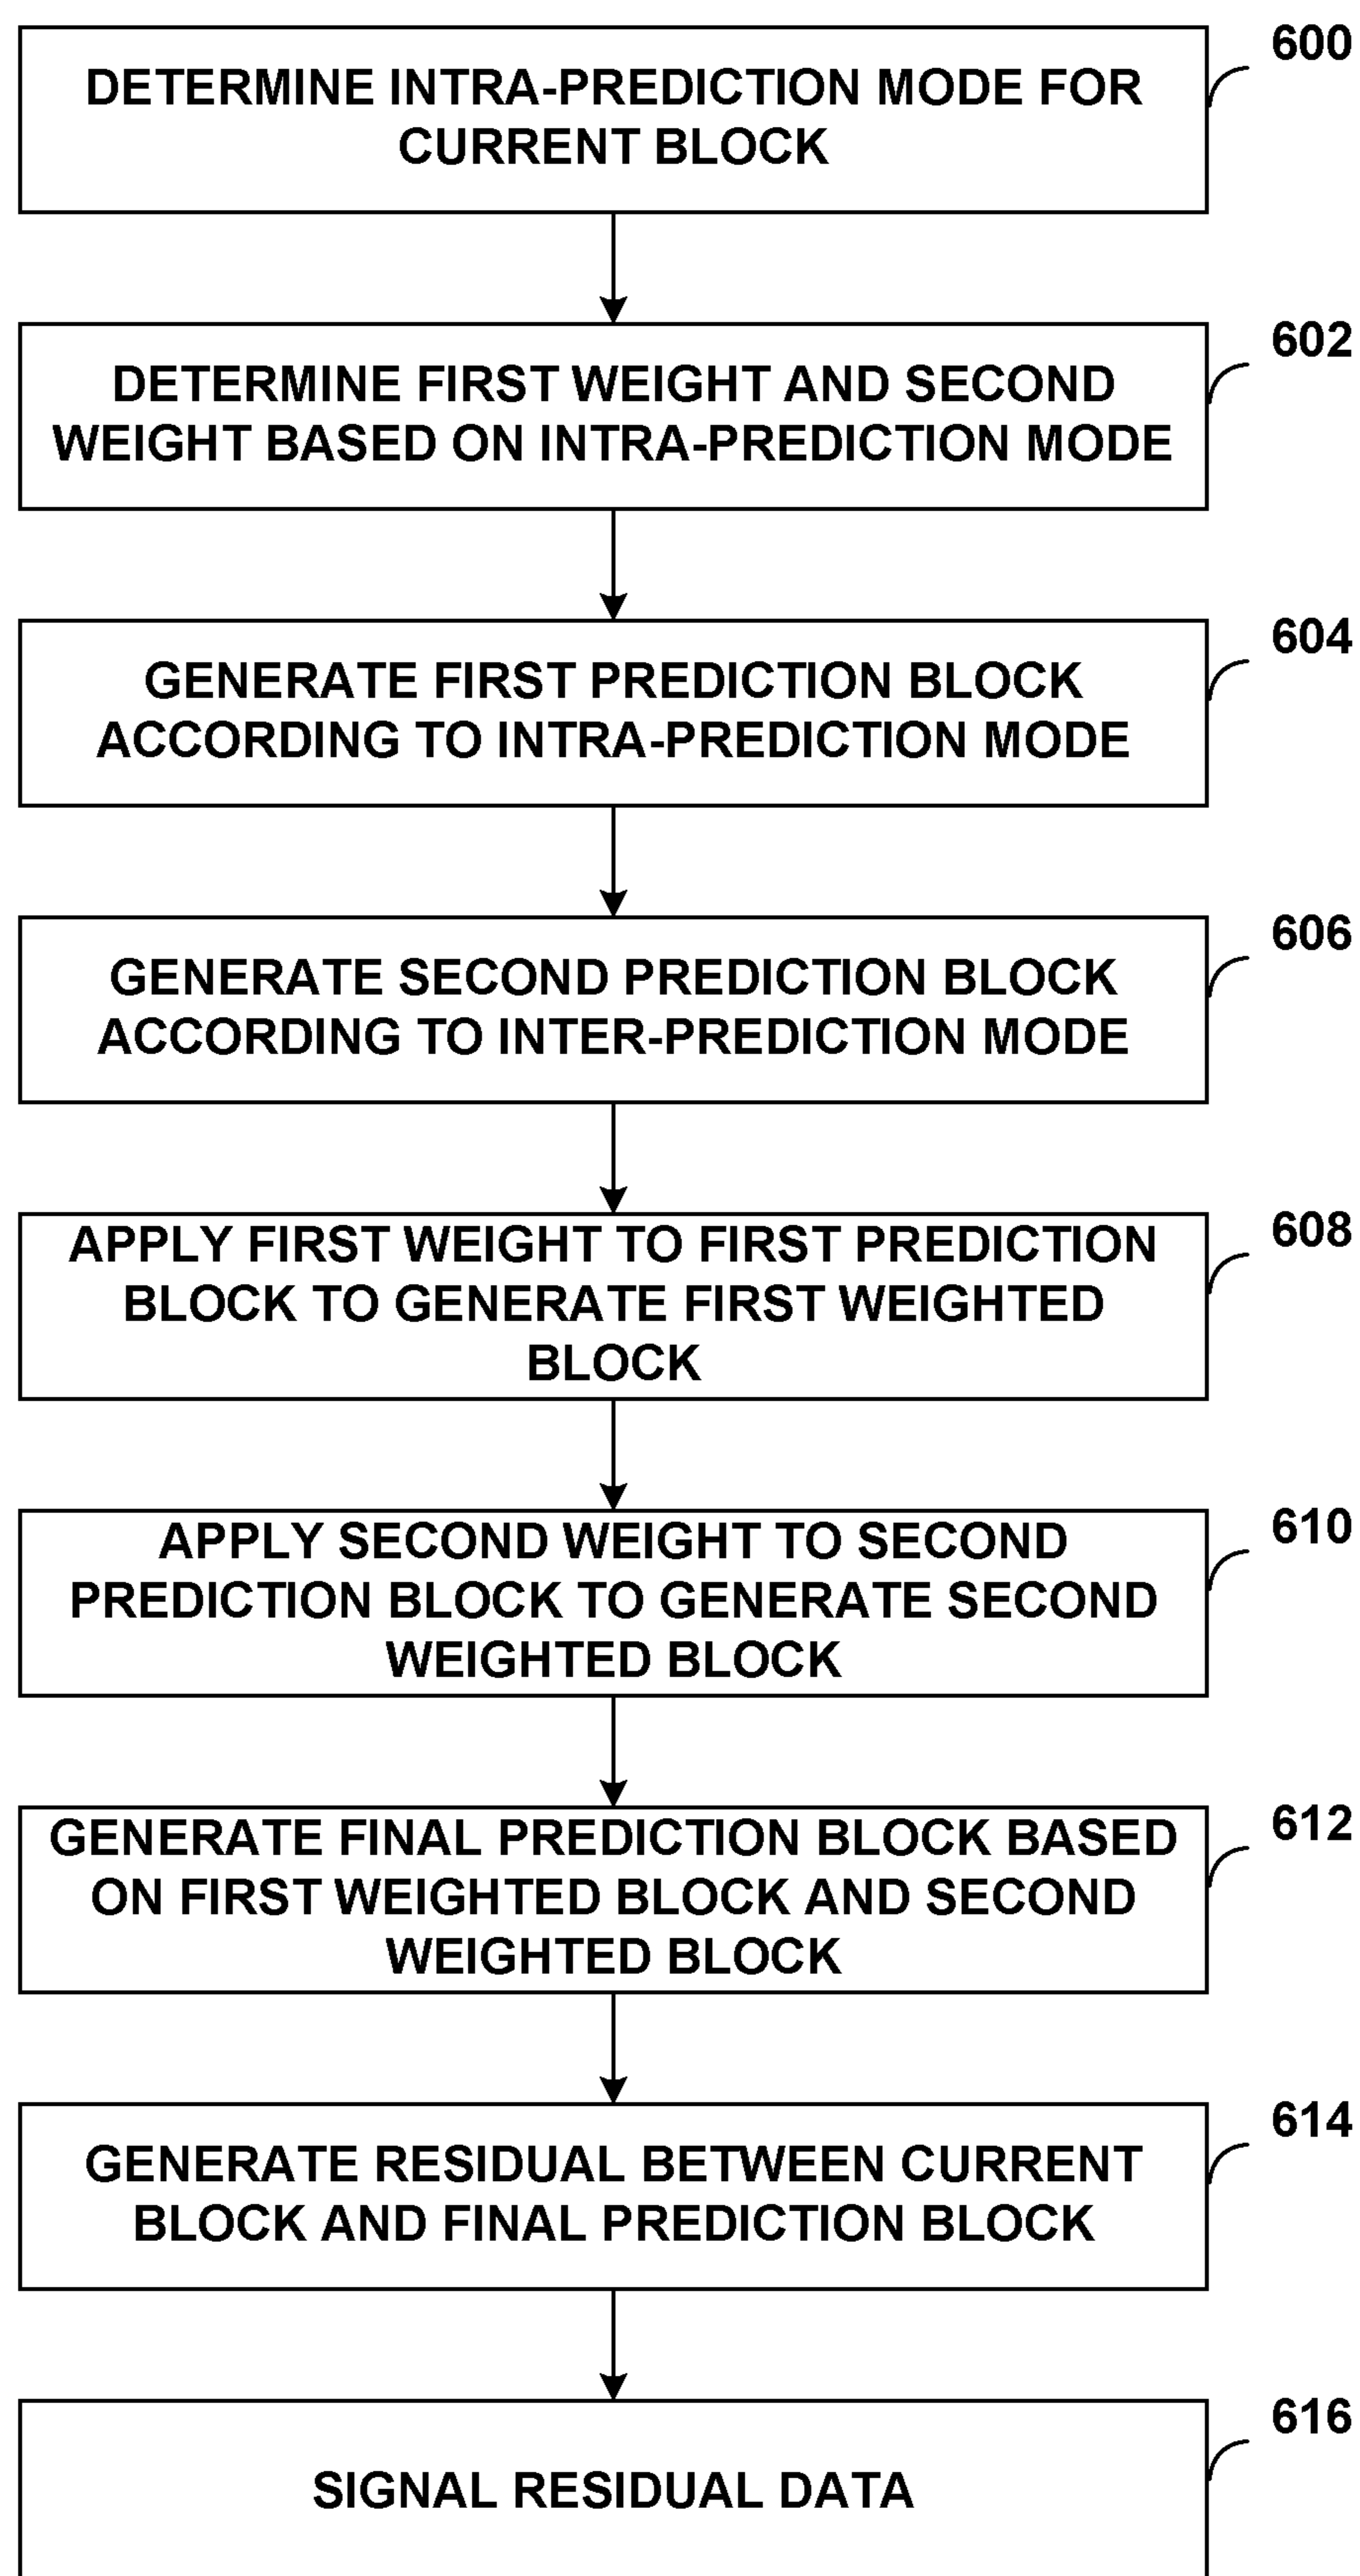 600
DETERMINE INTRA-PREDICTION MODE FOR
CURRENT BLOCK
602
DETERMINE FIRST WEIGHT AND SECOND
WEIGHT BASED ON INTRA-PREDICTION MODE
604
GENERATE FIRST PREDICTION BLOCK
ACCORDING TO INTRA-PREDICTION MODE
606
GENERATE SECOND PREDICTION BLOCK
ACCORDING TO INTER-PREDICTION MODE
608
APPLY FIRST WEIGHT TO FIRST PREDICTION
BLOCK TO GENERATE FIRST WEIGHTED
BLOCK
610
APPLY SECOND WEIGHT TO SECOND
PREDICTION BLOCK TO GENERATE SECOND
WEIGHTED BLOCK
612
GENERATE FINAL PREDICTION BLOCK BASED
ON FIRST WEIGHTED BLOCK AND SECOND
WEIGHTED BLOCK
614
GENERATE RESIDUAL BETWEEN CURRENT
BLOCK AND FINAL PREDICTION BLOCK
616
SIGNAL RESIDUAL DATA